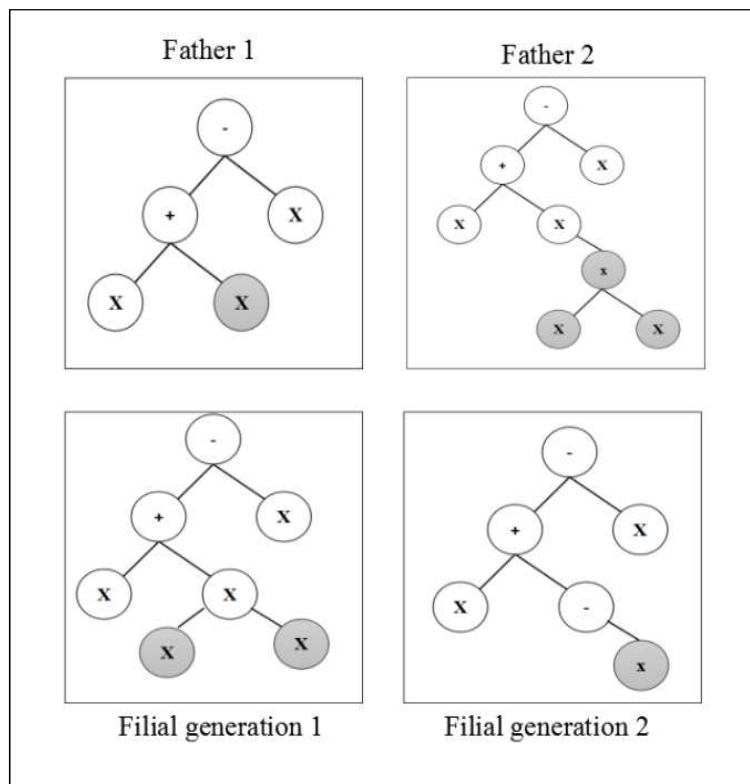 Father 1
Father 2
-
+
X
X
X
-
+
X
X
X
x
X
X
-
+
X
X
X
X
X
-
+
X
X
-
x
Filial generation 1
Filial generation 2